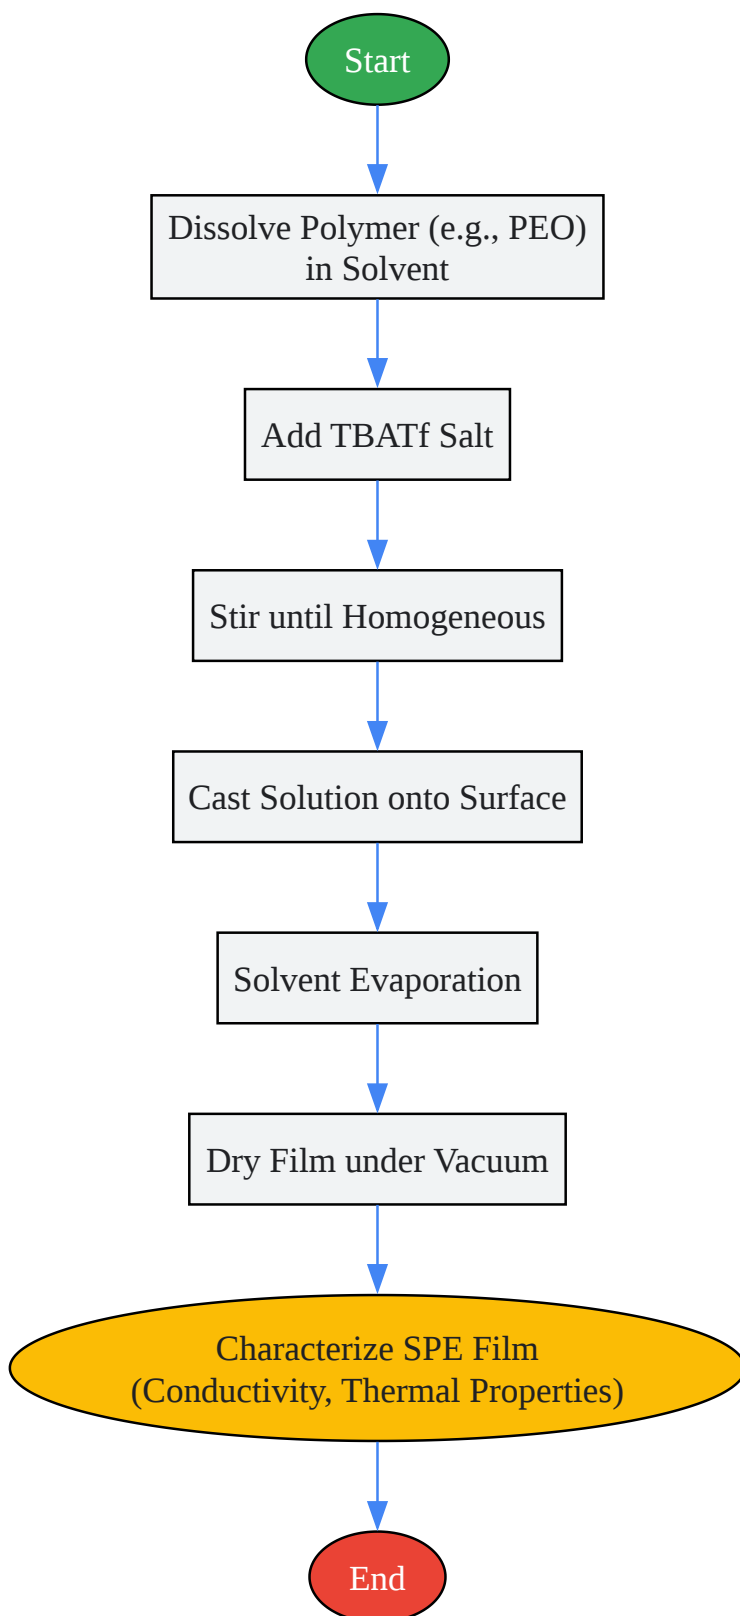 Start
Dissolve Polymer (e.g., PEO)
in Solvent
Add TBATf Salt
Stir until Homogeneous
Cast Solution onto Surface
Solvent Evaporation
Dry Film under Vacuum
Characterize SPE Film
(Conductivity, Thermal Properties)
End